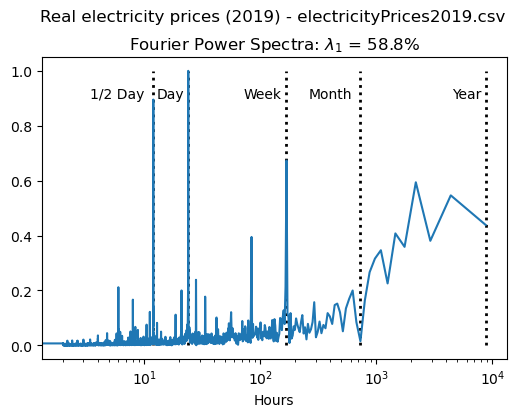 Real electricity prices (2019) - electricityPrices2019.csv
Fourier Power Spectra: λ₁ = 58.8%
1.0
1/2 Day Day Week Month Year
0.8
0.6
0.4
0.2
0.0
10¹ 10² 10³ 10⁴
Hours